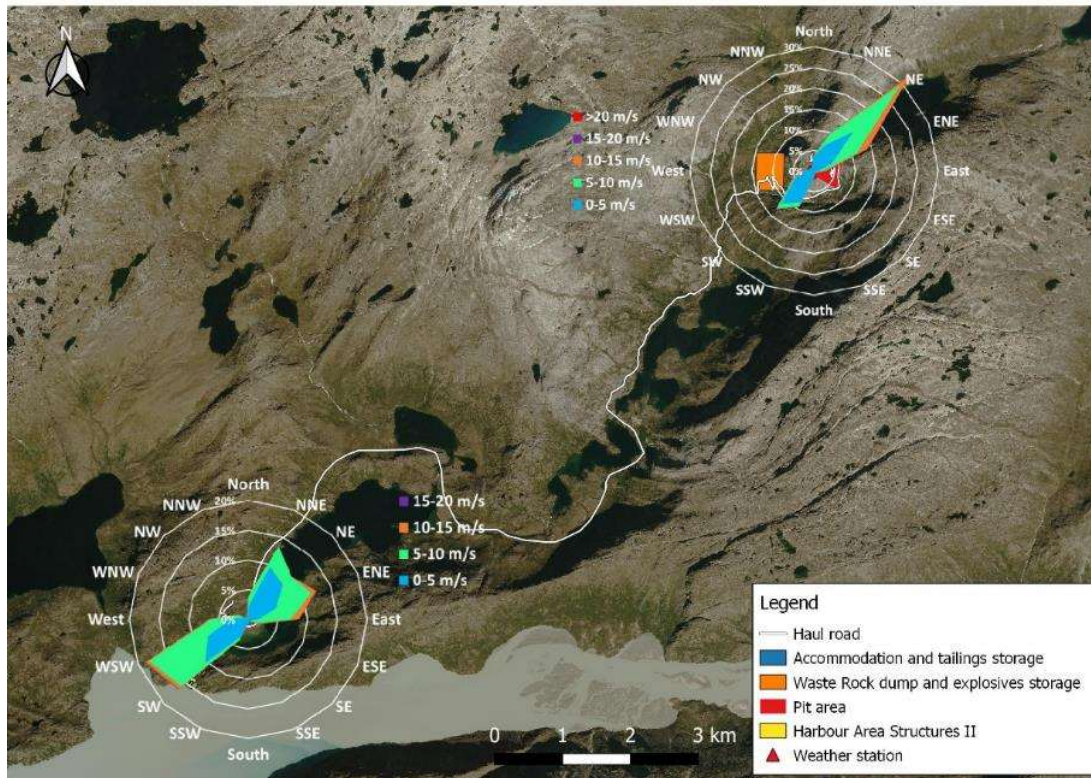 N
North
NNE
NE
ENE
East
ESE
SE
SSE
South
SSW
SW
WSW
West
WNW
NW
NNW
30%
25%
20%
15%
10%
5%
0%
>20 m/s
15-20 m/s
10-15 m/s
5-10 m/s
0-5 m/s
North
NNE
NE
ENE
East
ESE
SE
SSE
South
SSW
SW
WSW
West
WNW
NW
NNW
20%
15%
10%
5%
0%
15-20 m/s
10-15 m/s
5-10 m/s
0-5 m/s
0 1 2 3 km
Legend
Haul road
Accommodation and tailings storage
Waste Rock dump and explosives storage
Pit area
Harbour Area Structures II
Weather station